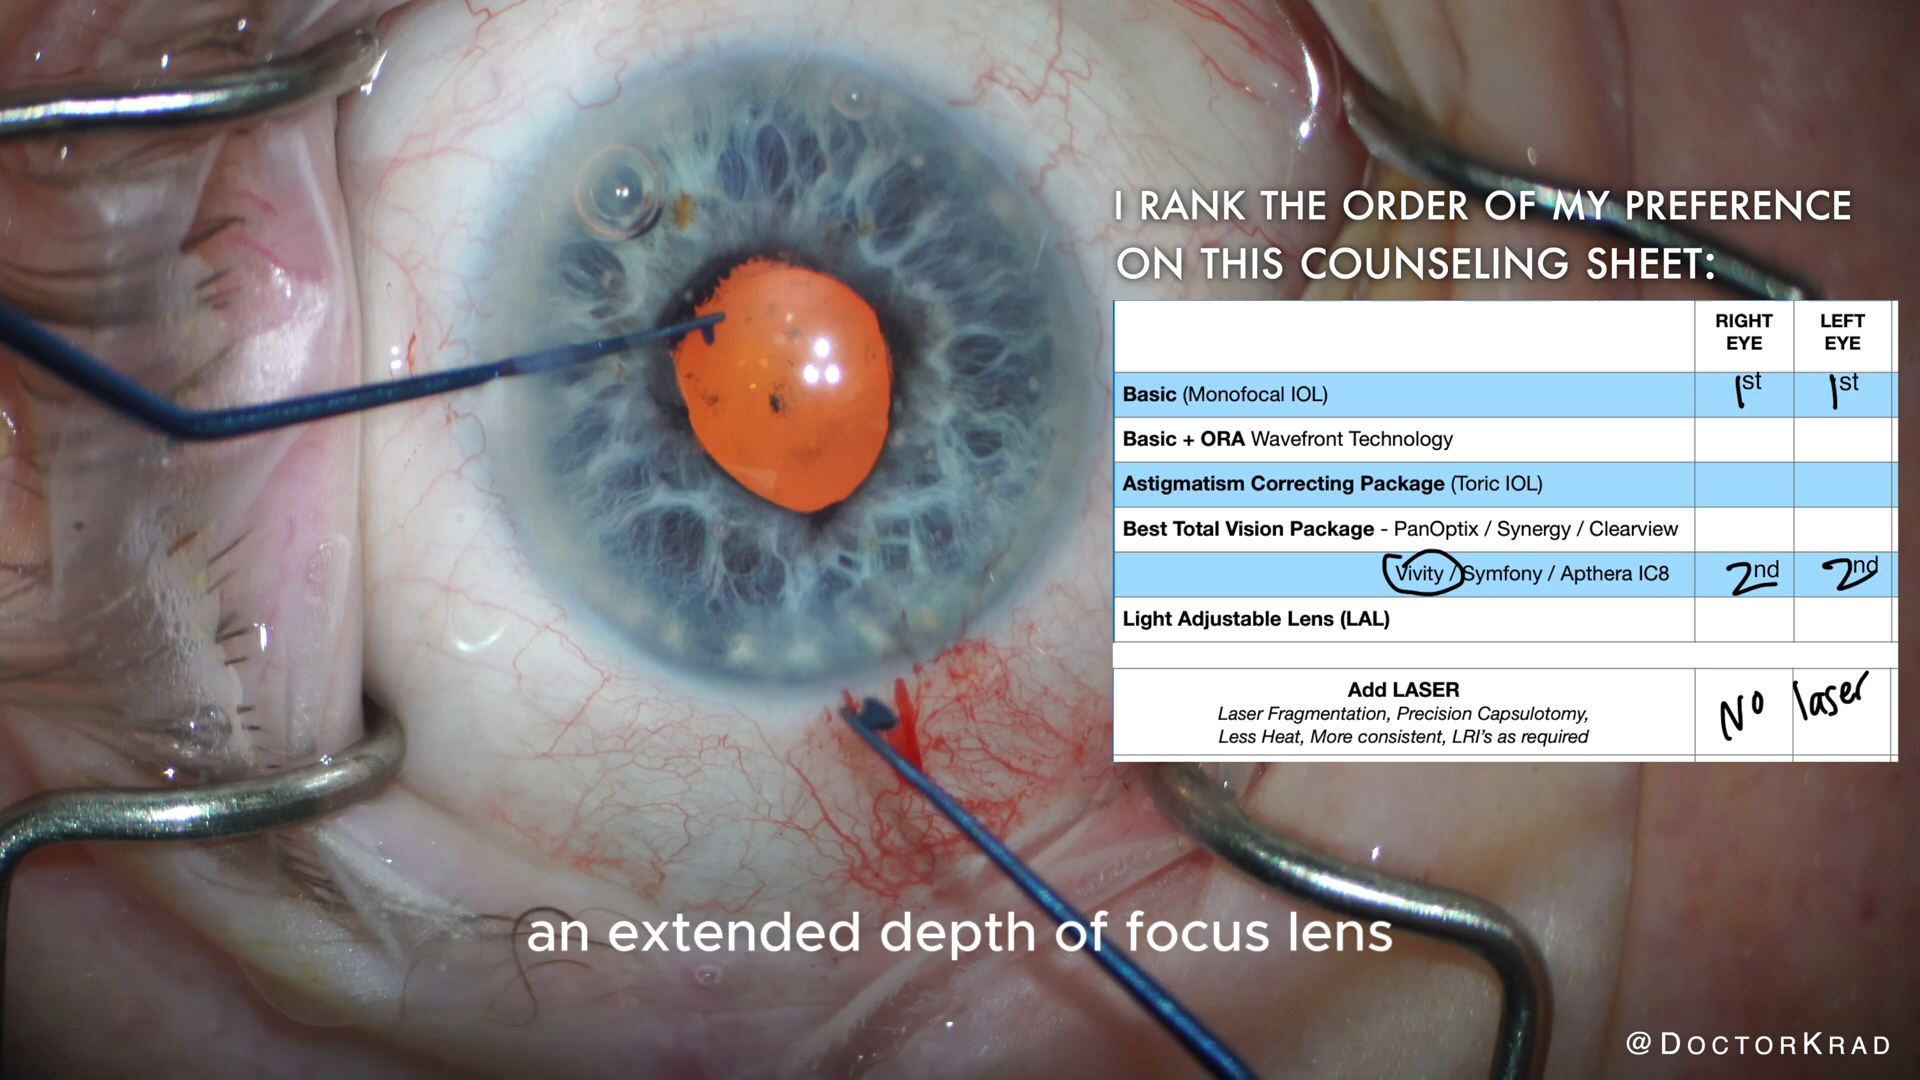 I RANK THE ORDER OF MY PREFERENCE
ON THIS COUNSELING SHEET:
RIGHT EYE LEFT EYE
Basic (Monofocal IOL) 1st 1st
Basic + ORA Wavefront Technology
Astigmatism Correcting Package (Toric IOL)
Best Total Vision Package - PanOptix / Synergy / Clearview
Vivity / Symfony / Apthera IC8 2nd 2nd
Light Adjustable Lens (LAL)
Add LASER
Laser Fragmentation, Precision Capsulotomy,
Less Heat, More consistent, LRI's as required
No laser
an extended depth of focus lens
@DOCTORKRAD